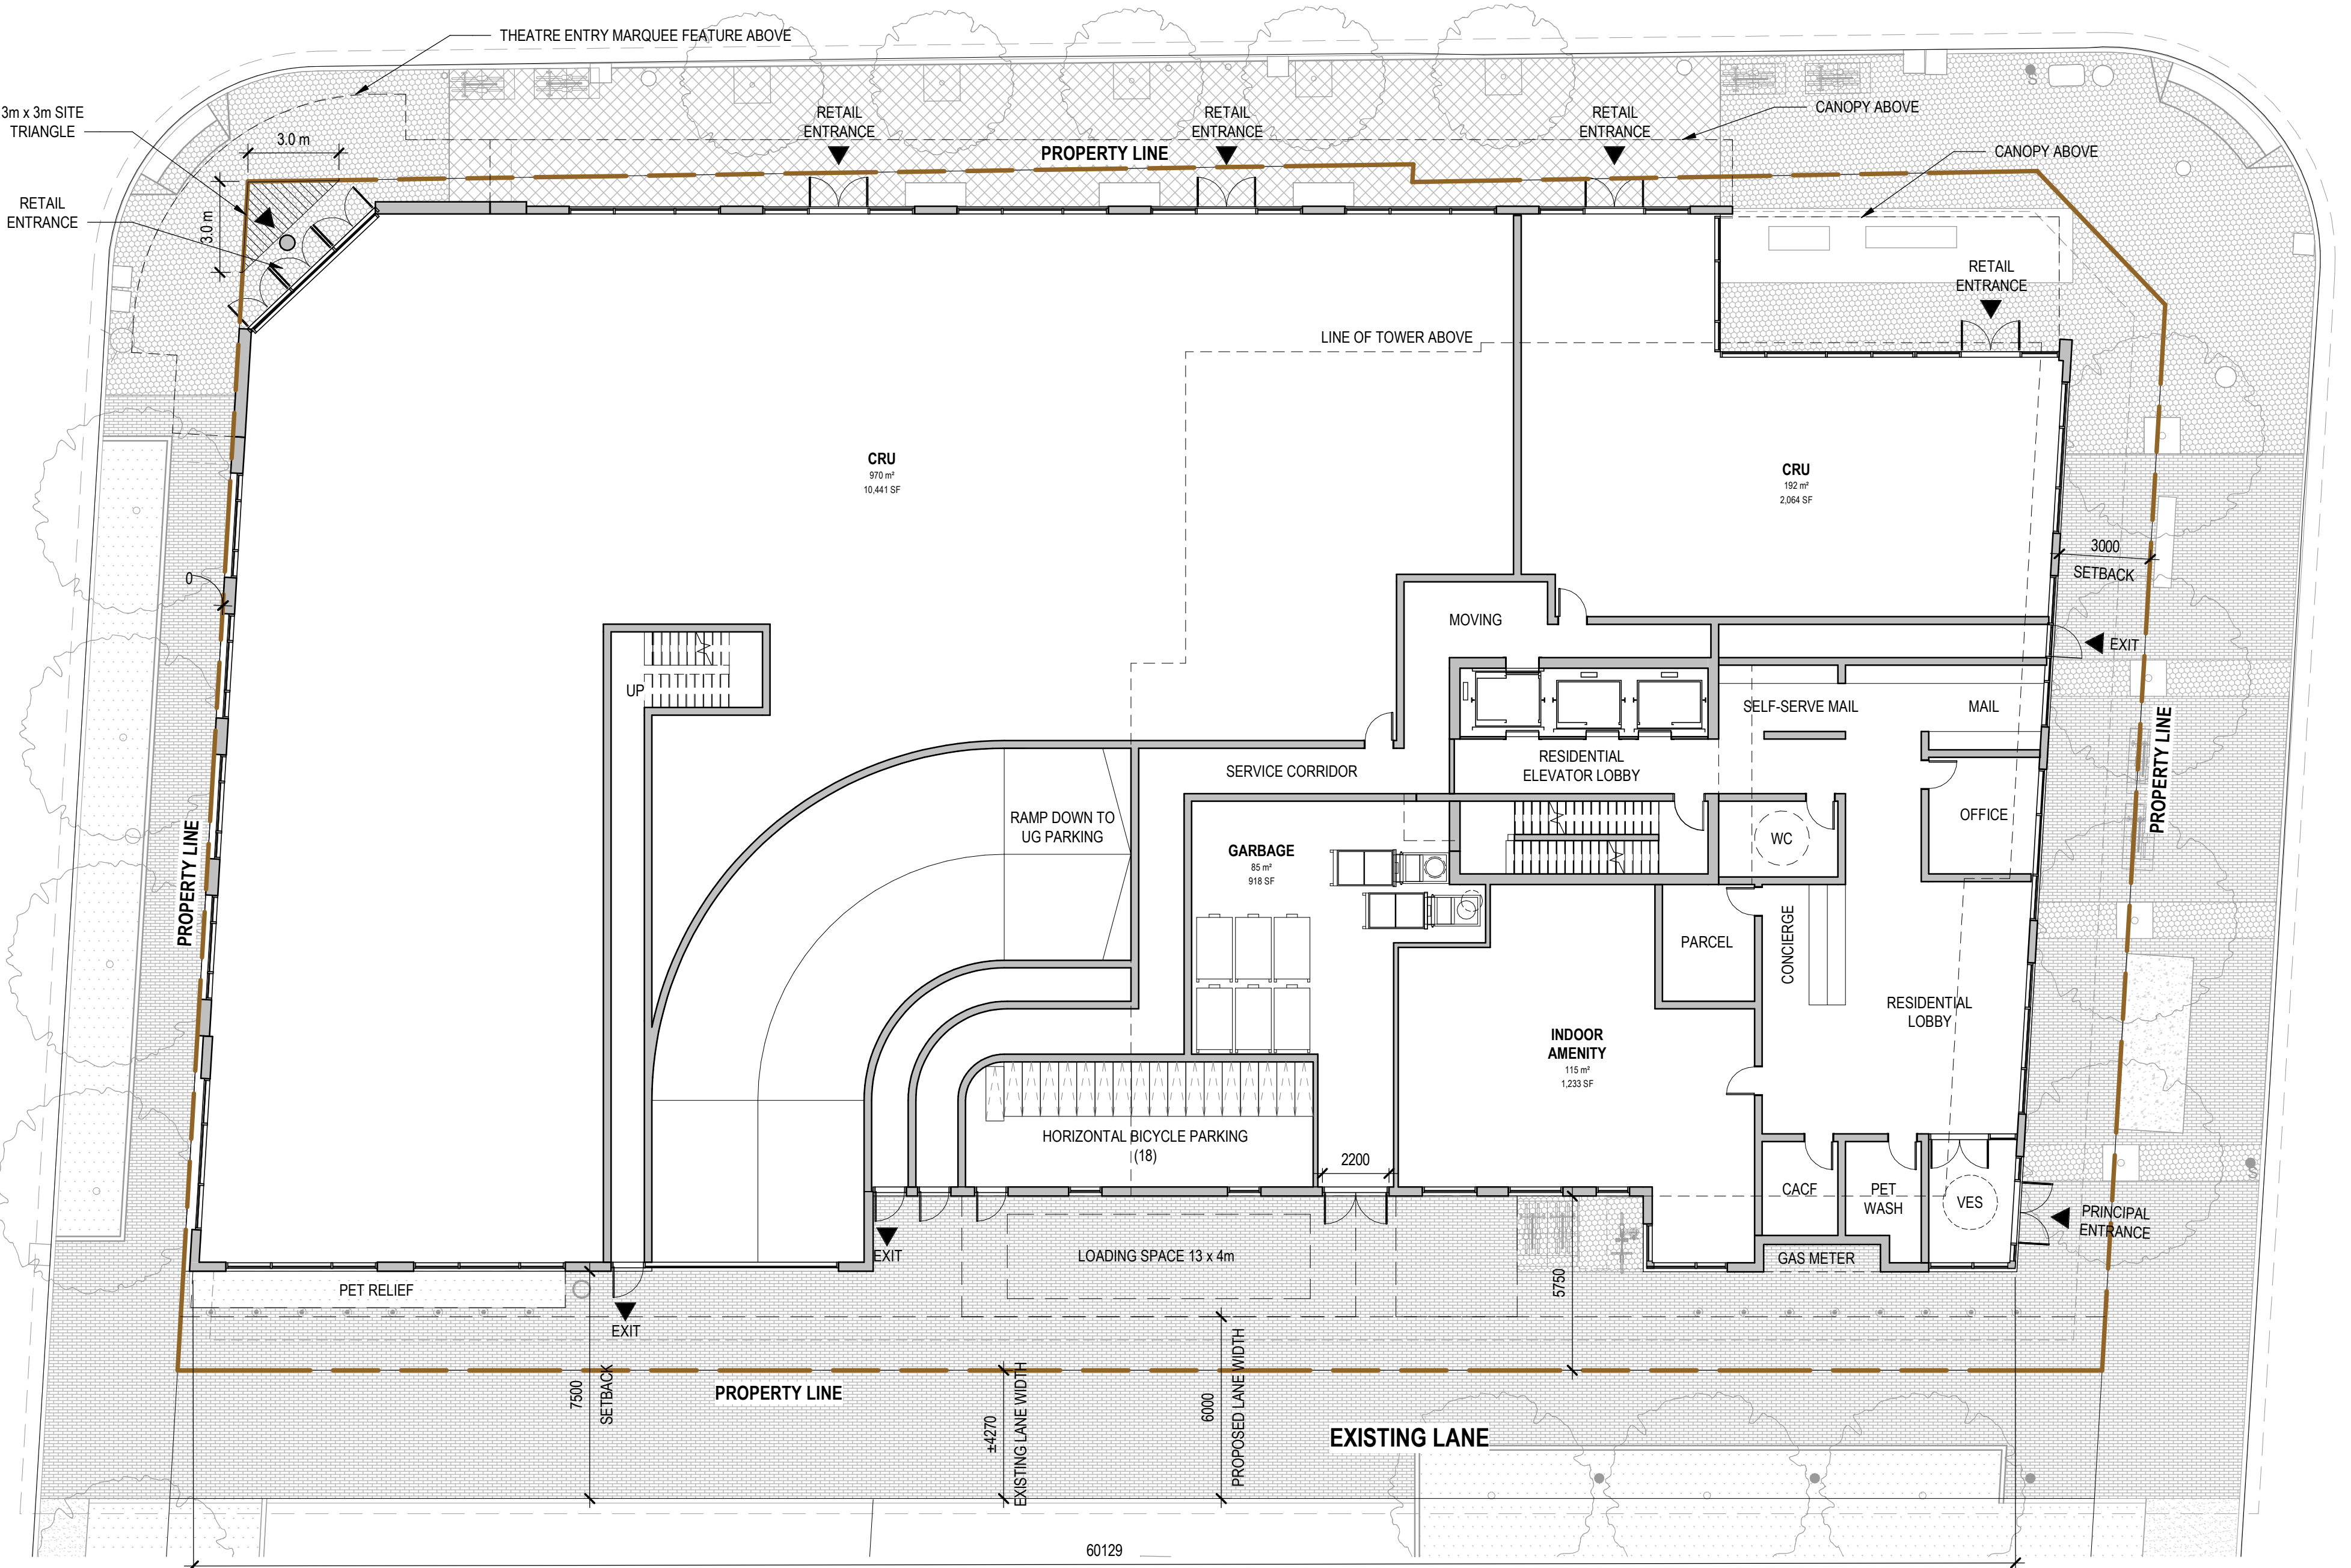 THEATRE ENTRY MARQUEE FEATURE ABOVE
3m x 3m SITE
TRIANGLE
3.0 m
3.0 m
RETAIL
ENTRANCE
RETAIL
ENTRANCE
RETAIL
ENTRANCE
RETAIL
ENTRANCE
CANOPY ABOVE
PROPERTY LINE
CANOPY ABOVE
RETAIL
ENTRANCE
LINE OF TOWER ABOVE
CRU
970 m²
10,441 SF
CRU
192 m²
2,064 SF
3000
SETBACK
0
MOVING
EXIT
UP
SELF-SERVE MAIL
MAIL
PROPERTY LINE
SERVICE CORRIDOR
RESIDENTIAL
ELEVATOR LOBBY
RAMP DOWN TO
UG PARKING
OFFICE
WC
GARBAGE
85 m²
918 SF
PROPERTY LINE
PARCEL
CONCIERGE
RESIDENTIAL
LOBBY
INDOOR
AMENITY
115 m²
1,233 SF
HORIZONTAL BICYCLE PARKING
(18)
2200
CACF
PET
WASH
VES
PRINCIPAL
ENTRANCE
S
S
EXIT
LOADING SPACE 13 x 4m
GAS METER
PET RELIEF
EXIT
5750
7500
SETBACK
PROPERTY LINE
±4270
EXISTING LANE WIDTH
6000
PROPOSED LANE WIDTH
EXISTING LANE
60129